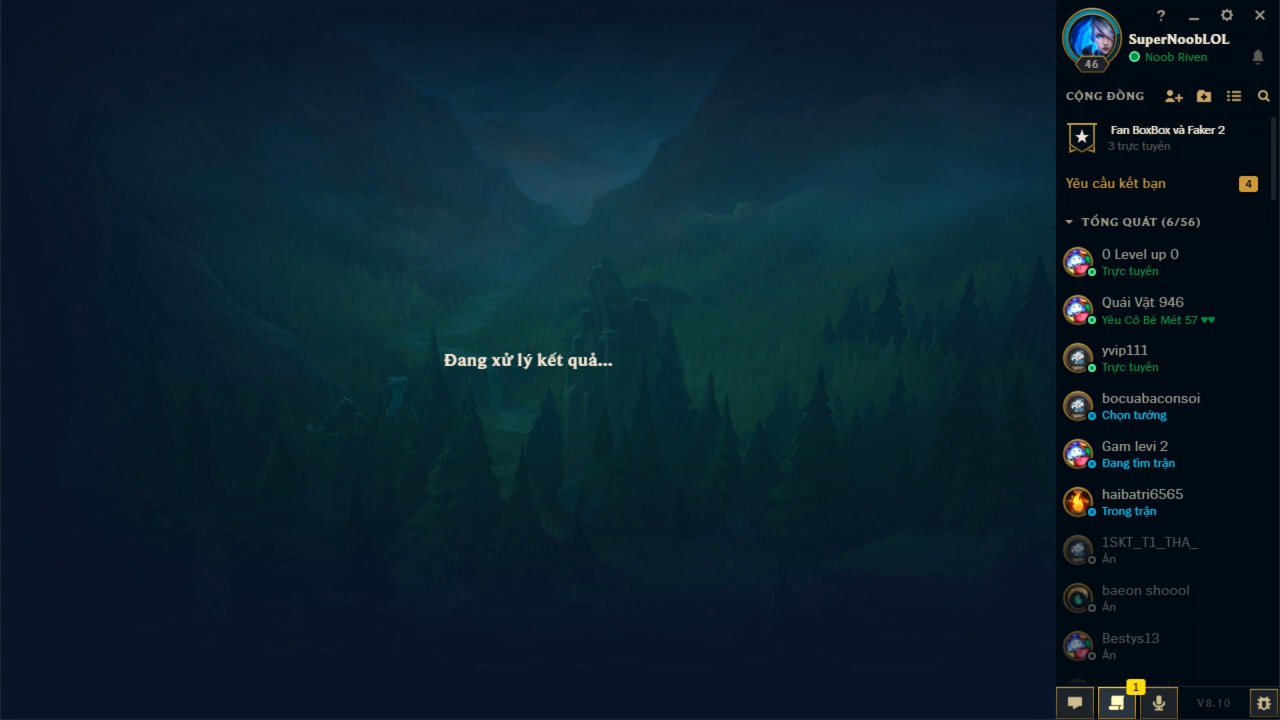 ?
SuperNoobLOL
Noob Riven
46
CỘNG ĐỒNG
Fan BoxBox và Faker 2
3 trực tuyến
Yêu cầu kết bạn
4
TỔNG QUÁT (6/56)
0 Level up 0
Trực tuyến
Quái Vật 946
Yêu Cô Bé Mét 57 ♥♥
yvip111
Trực tuyến
Đang xử lý kết quả...
bocuabaconsoi
Chọn tướng
Gam levi 2
Đang tìm trận
haibatri6565
Trong trận
1SKT_T1_THA_
Ẩn
baeon shoool
Ẩn
Bestys13
Ẩn
1
V8.10